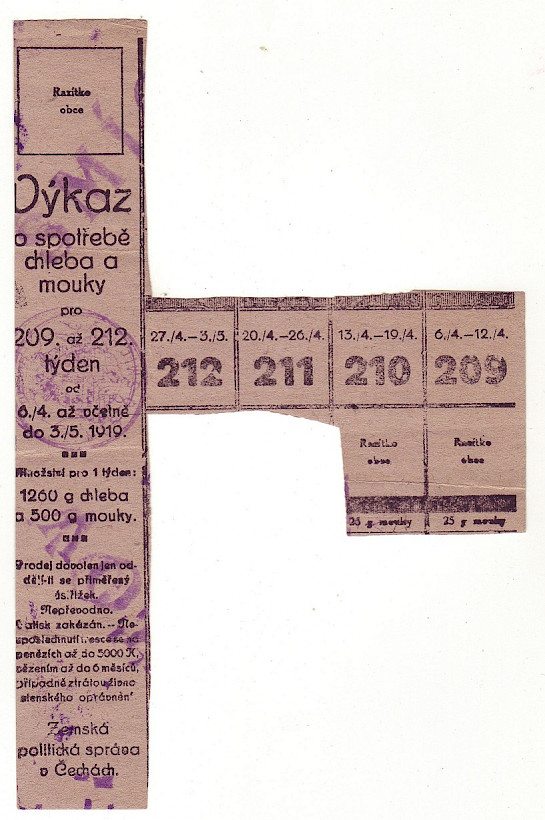 Razítko
obce
Výkaz
o spotřebě
chleba a
mouky
pro
209. až 212.
týden
od
6./4. až včetně
do 3./5. 1919.
Množství pro 1 týden:
1260 g chleba
a 500 g mouky.
Prodej dovolen jen od-
dělí-li se přiměřený
ústřižek.
Nepřevodno.
zakázán. – Ne-
se na
penězích až do 5000 K,
vězením až do 6 měsíců,
případně ztrátou živno-
stenského oprávnění
Zemská
politická správa
v Čechách.
27./4.–3./5. 20./4.–26./4. 13./4.–19./4. 6./4.–12./4.
212 211 210 209
Razítko Razítko
obce obce
25 g mouky 25 g mouky